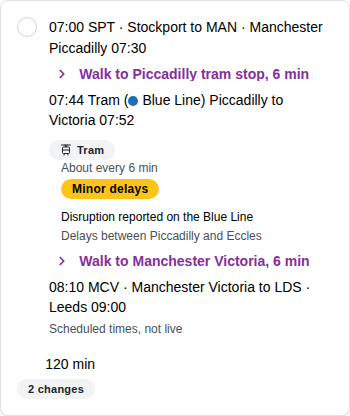 07:00 SPT · Stockport to MAN · Manchester
Piccadilly 07:30
Walk to Piccadilly tram stop, 6 min
07:44 Tram ( Blue Line) Piccadilly to
Victoria 07:52
Tram
About every 6 min
Minor delays
Disruption reported on the Blue Line
Delays between Piccadilly and Eccles
Walk to Manchester Victoria, 6 min
08:10 MCV · Manchester Victoria to LDS ·
Leeds 09:00
Scheduled times, not live
120 min
2 changes